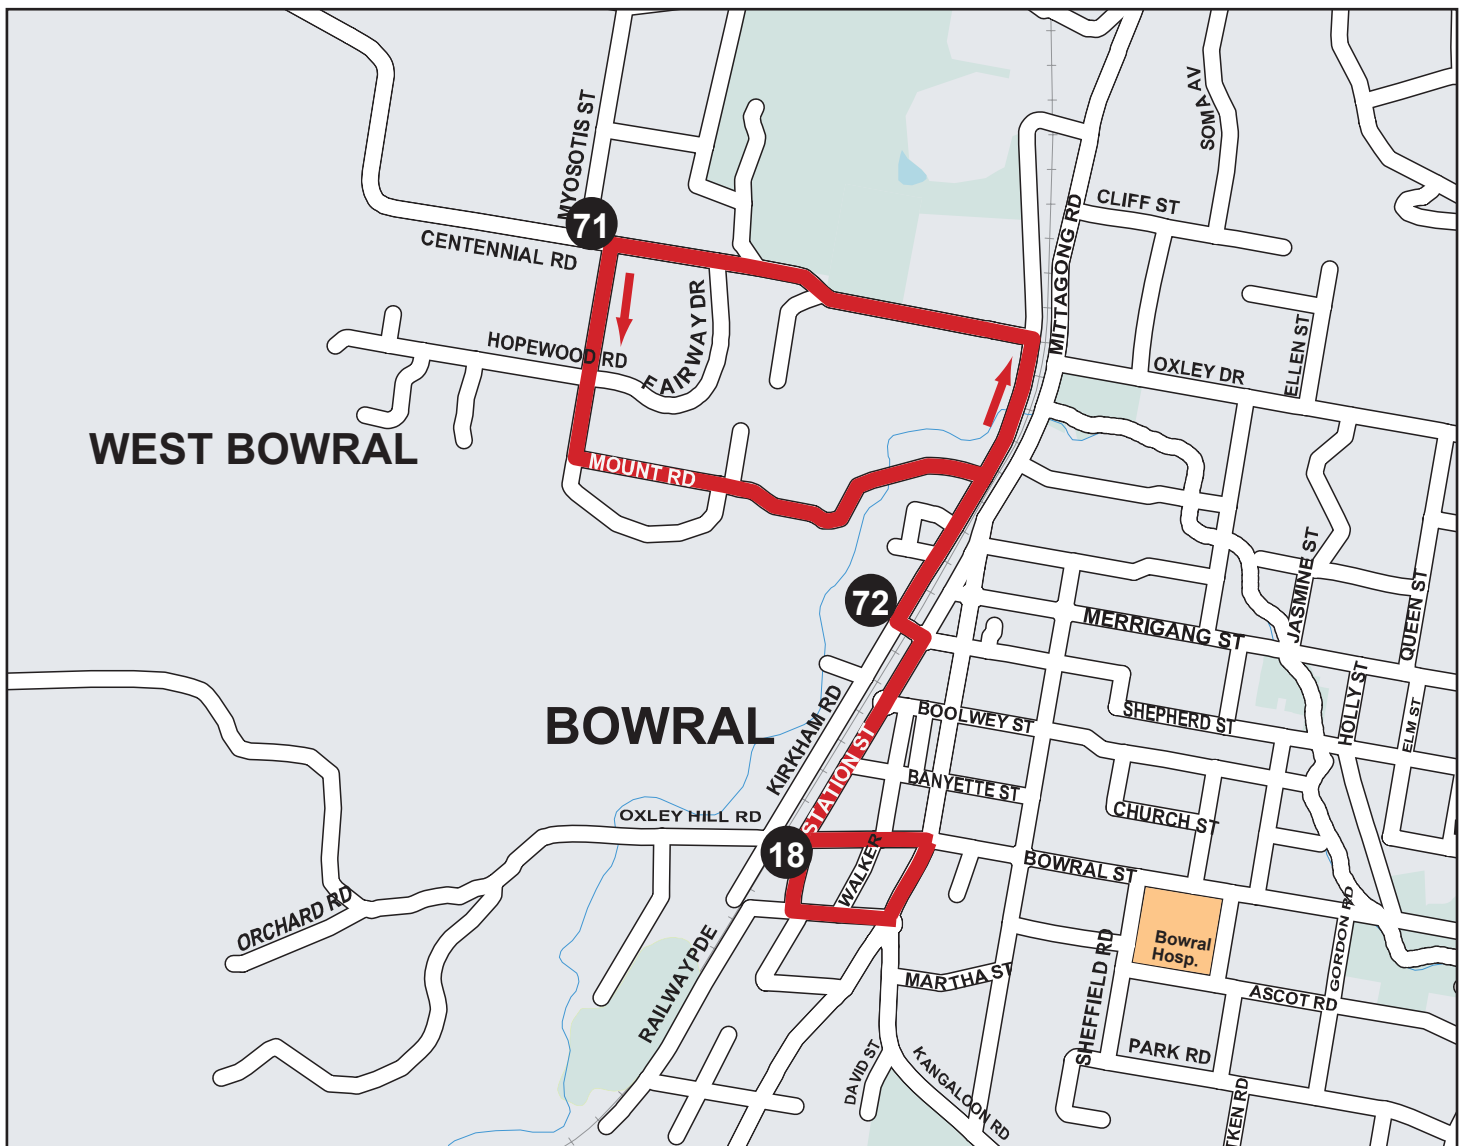 MYOSOTIS ST
SOMA AV
CLIFF ST
71
CENTENNIAL RD
MITTAGONG RD
FAIRWAY DR
HOPEWOOD RD
ELLEN ST
OXLEY DR
WEST BOWRAL
MOUNT RD
JASMINE ST
QUEEN ST
72
MERRIGANG ST
HOLLY ST
ELM ST
BOWRAL
KIRKHAM RD
BOOLWEY ST
SHEPHERD ST
STATION ST
BANYETTE ST
CHURCH ST
OXLEY HILL RD
18
WALKER
BOWRAL ST
ORCHARD RD
GORDON RD
Bowral
Hosp.
RAILWAYPDE
SHEFFIELD RD
MARTHA ST
ASCOT RD
PARK RD
DAVID ST
KANGALOON RD
TKEN RD